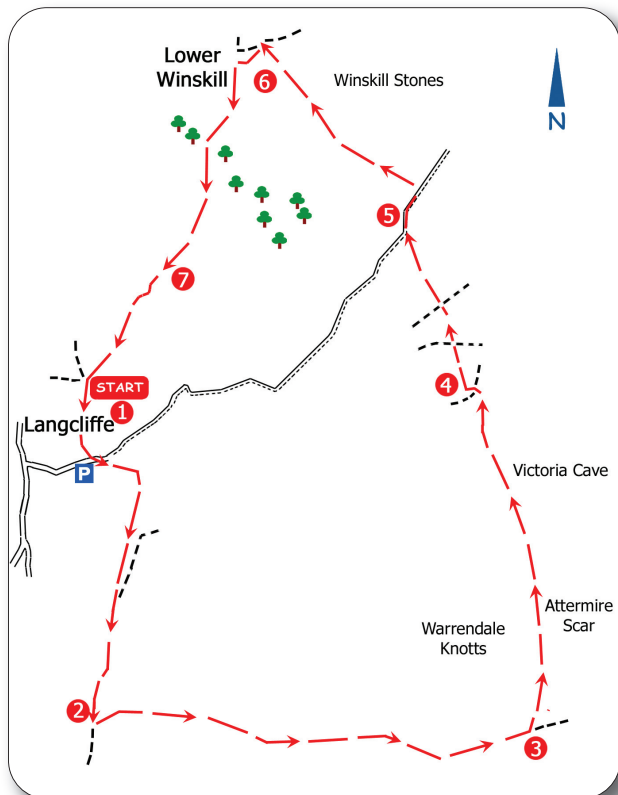 Lower
Winskill
6
Winskill Stones
N
5
7
START
1
Langcliffe
P
4
Victoria Cave
Attermire
Scar
Warrendale
Knotts
2
3